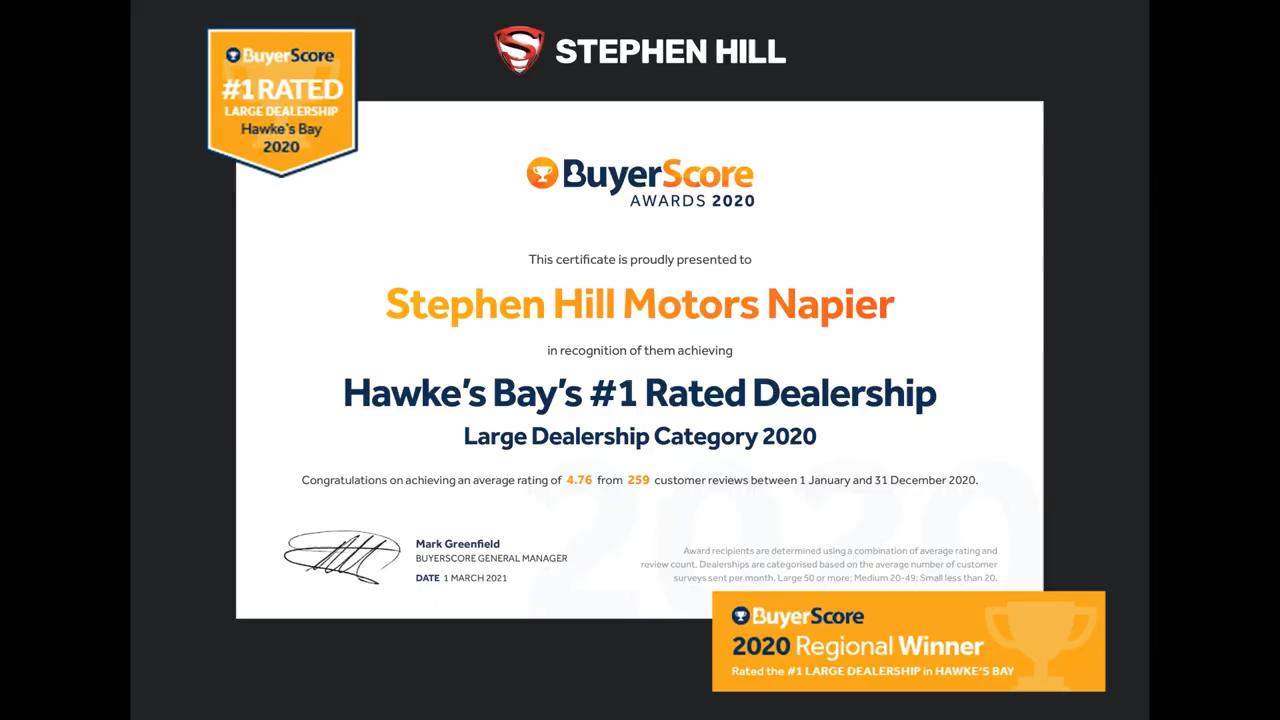 STEPHEN HILL
BuyerScore
#1 RATED
LARGE DEALERSHIP
Hawke's Bay
2020
BuyerScore
AWARDS 2020
This certificate is proudly presented to
Stephen Hill Motors Napier
in recognition of them achieving
Hawke's Bay's #1 Rated Dealership
Large Dealership Category 2020
Congratulations on achieving an average rating of 4.76 from 259 customer reviews between 1 January and 31 December 2020.
2020
Mark Greenfield
BUYERSCORE GENERAL MANAGER
DATE 1 MARCH 2021
Award recipients are determined using a combination of average rating and
review count. Dealerships are categorised based on the average number of customer
surveys sent per month. Large 50 or more; Medium 20-49; Small less than 20.
BuyerScore
2020 Regional Winner
Rated the #1 LARGE DEALERSHIP in HAWKE'S BAY